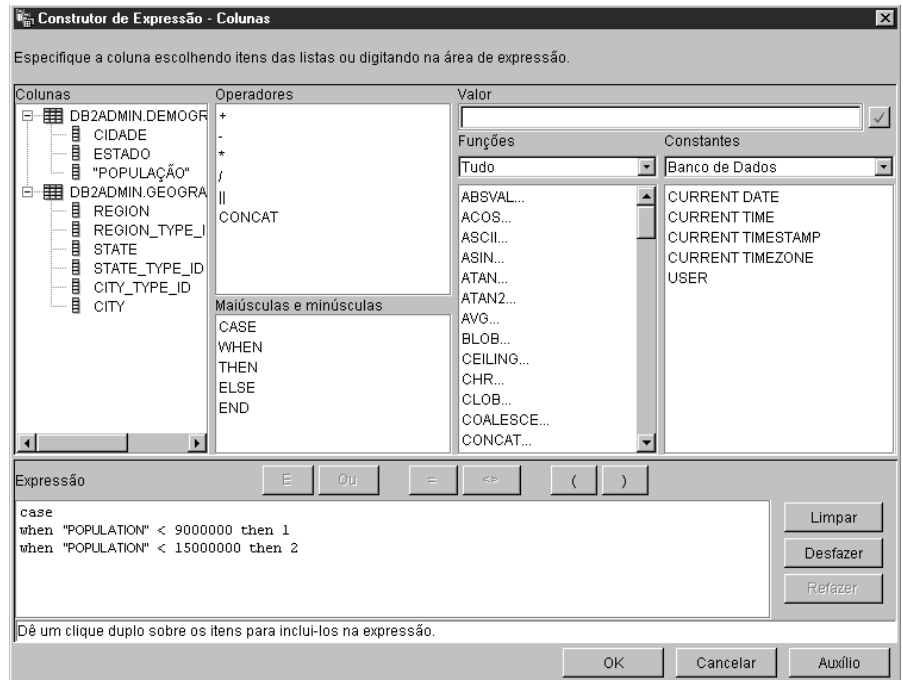 Construtor de Expressão - Colunas
Especifique a coluna escolhendo itens das listas ou digitando na área de expressão.
Colunas
DB2ADMIN.DEMOGR
CIDADE
ESTADO
"POPULAÇÃO"
DB2ADMIN.GEOGRA
REGION
REGION_TYPE_I
STATE
STATE_TYPE_ID
CITY_TYPE_ID
CITY
Operadores
+
-
*
/
||
CONCAT
Maiúsculas e minúsculas
CASE
WHEN
THEN
ELSE
END
Valor
Funções
Tudo
ABSVAL...
ACOS...
ASCII...
ASIN...
ATAN...
ATAN2...
AVG...
BLOB...
CEILING...
CHR...
CLOB...
COALESCE...
CONCAT...
Constantes
Banco de Dados
CURRENT DATE
CURRENT TIME
CURRENT TIMESTAMP
CURRENT TIMEZONE
USER
Expressão
E
Ou
=
<>
(
)
case
when "POPULATION" < 9000000 then 1
when "POPULATION" < 15000000 then 2
Limpar
Desfazer
Refazer
Dê um clique duplo sobre os itens para incluí-los na expressão.
OK
Cancelar
Auxílio